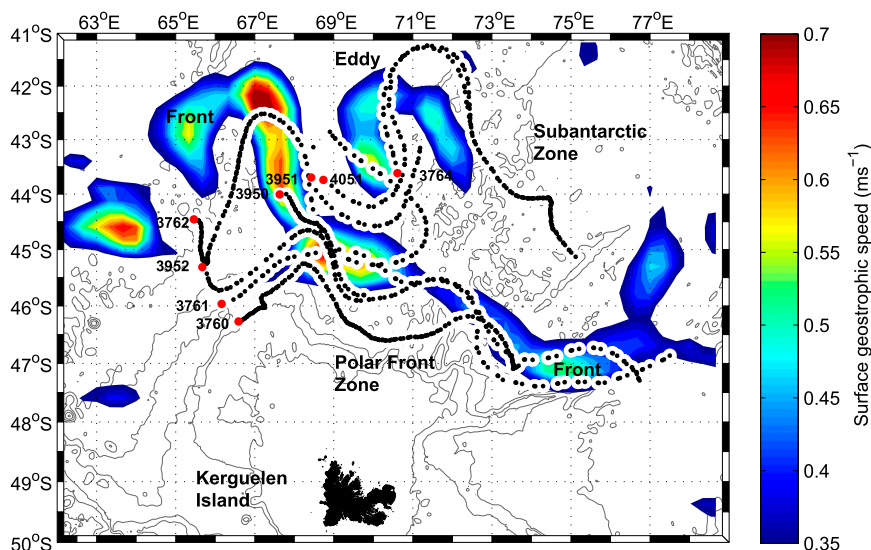 63°E 65°E 67°E 69°E 71°E 73°E 75°E 77°E
41°S
42°S
43°S
44°S
45°S
46°S
47°S
48°S
49°S
50°S
Eddy
Front
Subantarctic
Zone
3951
4051
3764
3950
3762
3952
3761
3760
Polar Front
Zone
Front
Kerguelen
Island
0.7
0.65
0.6
0.55
0.5
0.45
0.4
0.35
Surface geostrophic speed (ms⁻¹)